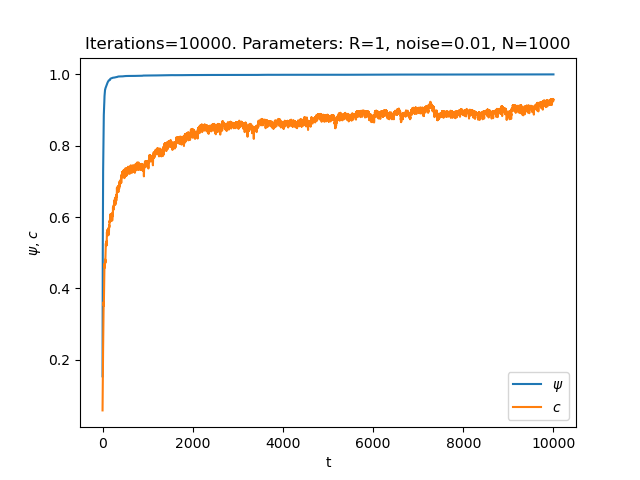 Iterations=10000. Parameters: R=1, noise=0.01, N=1000
1.0
0.8
0.6
0.4
0.2
ψ, c
0 2000 4000 6000 8000 10000
t
ψ
c